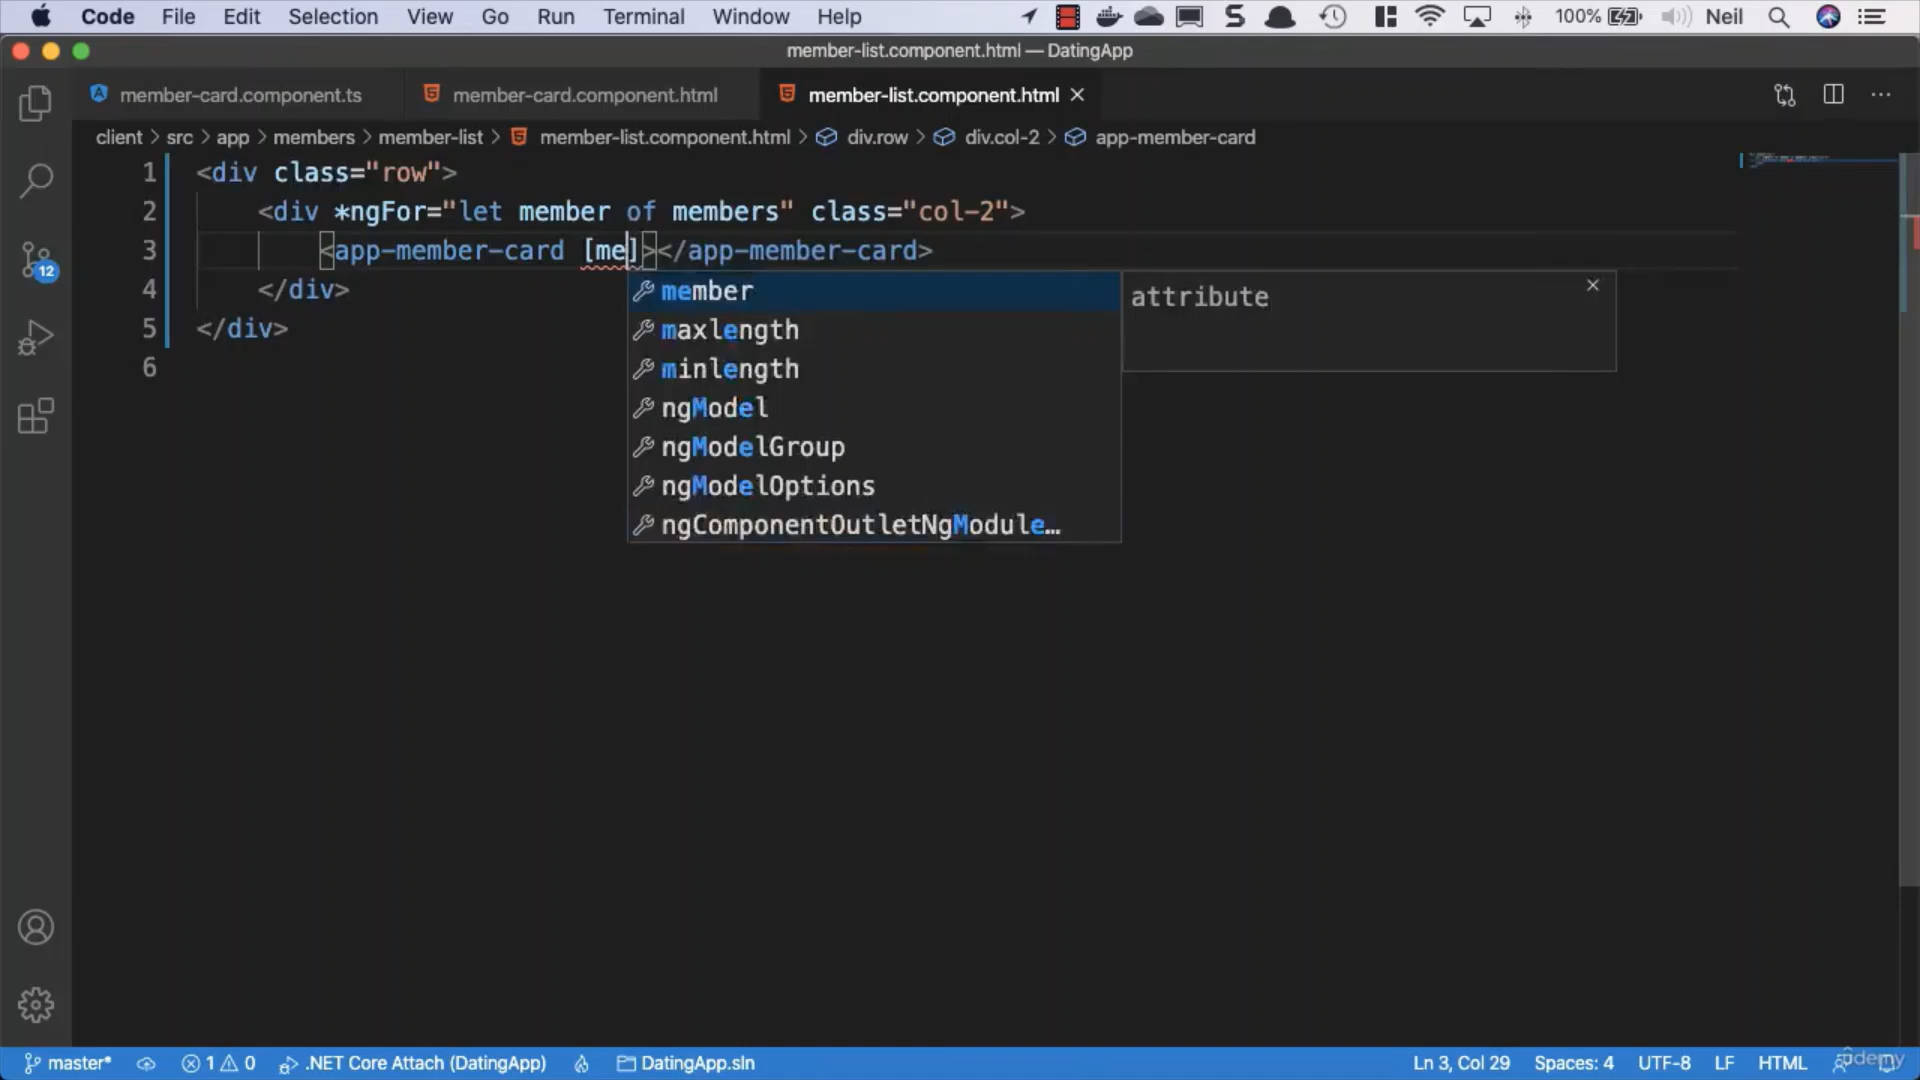 Code File Edit Selection View Go Run Terminal Window Help 100% Neil
member-list.component.html — DatingApp
member-card.component.ts member-card.component.html member-list.component.html
client > src > app > members > member-list > member-list.component.html > div.row > div.col-2 > app-member-card
1 <div class="row">
2 <div *ngFor="let member of members" class="col-2">
3 <app-member-card [me]></app-member-card>
4 </div>
5 </div>
6
member
attribute
maxlength
minlength
ngModel
ngModelGroup
ngModelOptions
ngComponentOutletNgModule…
12
master* 1 0 .NET Core Attach (DatingApp) DatingApp.sln Ln 3, Col 29 Spaces: 4 UTF-8 LF HTML
udemy